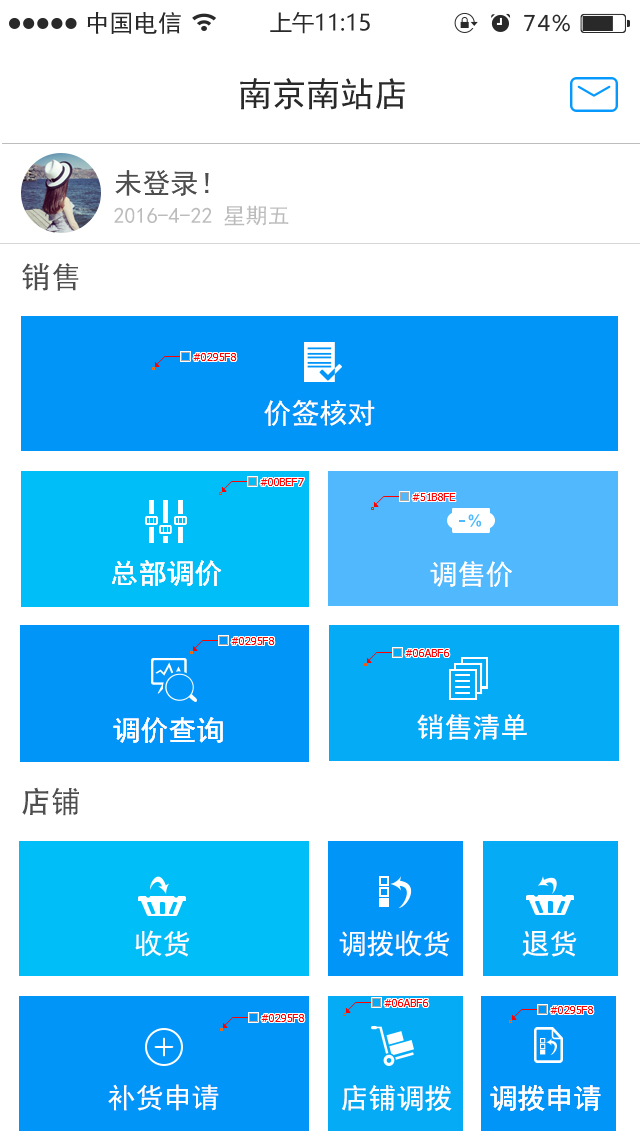 中国电信 上午11:15 74%
南京南站店
未登录！
2016-4-22 星期五
销售
#0295F8
价签核对
#00BEF7
总部调价
#51B8FE
-%
调售价
#0295F8
调价查询
#06ABF6
销售清单
店铺
收货
调拨收货
退货
#0295F8
补货申请
#06ABF6
店铺调拨
#0295F8
调拨申请